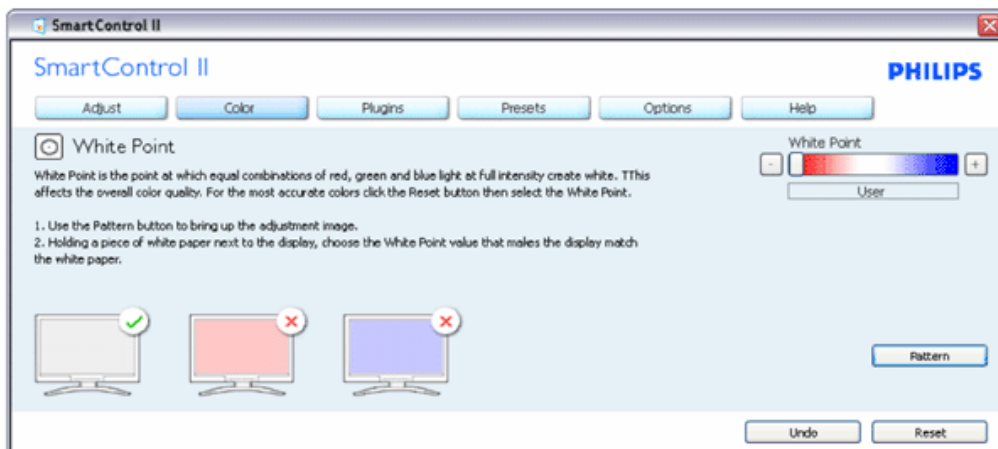 SmartControl II
SmartControl II
PHILIPS
Adjust Color Plugins Presets Options Help
White Point
White Point is the point at which equal combinations of red, green and blue light at full intensity create white. TThis
affects the overall color quality. For the most accurate colors click the Reset button then select the White Point.
1. Use the Pattern button to bring up the adjustment image.
2. Holding a piece of white paper next to the display, choose the White Point value that makes the display match
the white paper.
White Point
- +
User
Pattern
Undo Reset